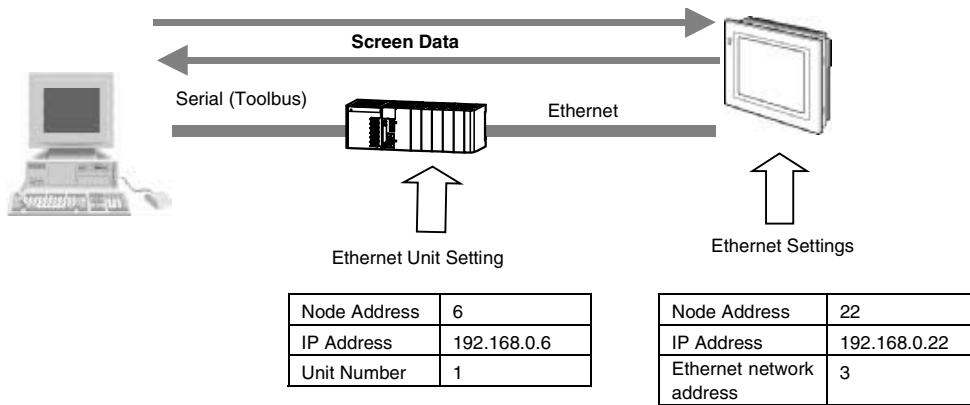 Screen Data
Serial (Toolbus)
Ethernet
Ethernet Unit Setting
Ethernet Settings
Node Address 6
IP Address 192.168.0.6
Unit Number 1
Node Address 22
IP Address 192.168.0.22
Ethernet network
address 3